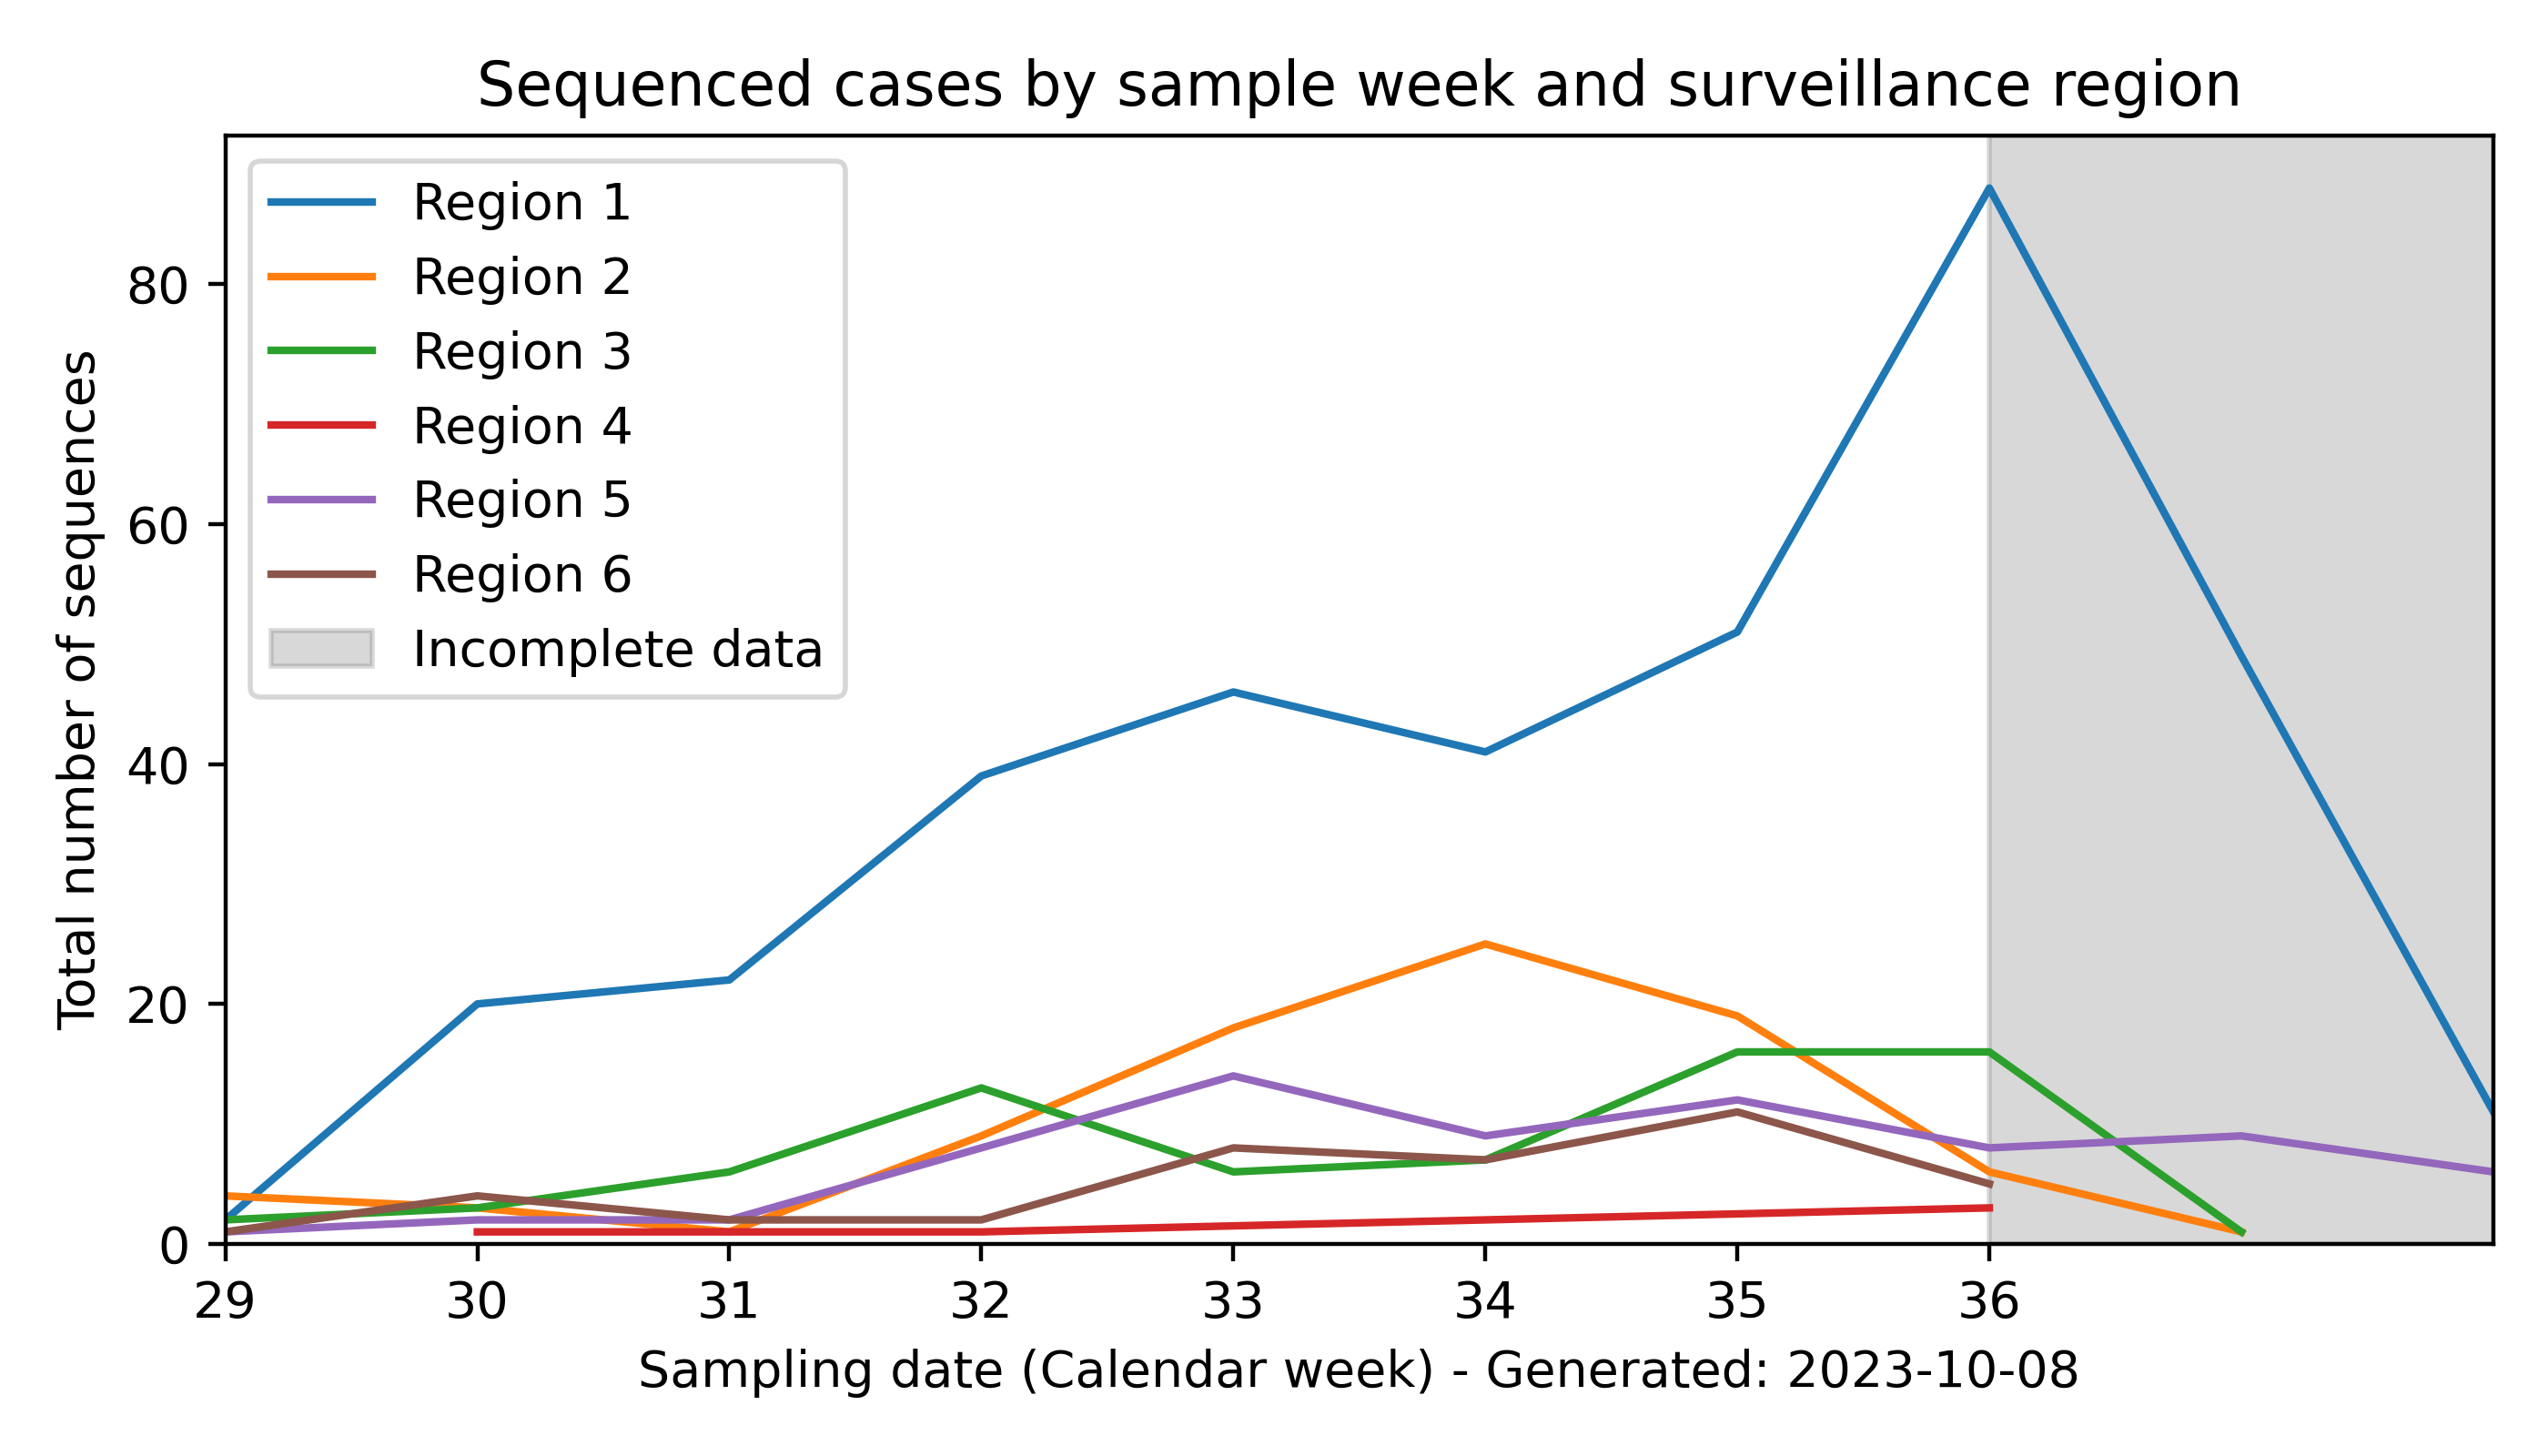 Sequenced cases by sample week and surveillance region
Region 1
Region 2
Region 3
Region 4
Region 5
Region 6
Incomplete data
Total number of sequences
80
60
40
20
0
29 30 31 32 33 34 35 36
Sampling date (Calendar week) - Generated: 2023-10-08